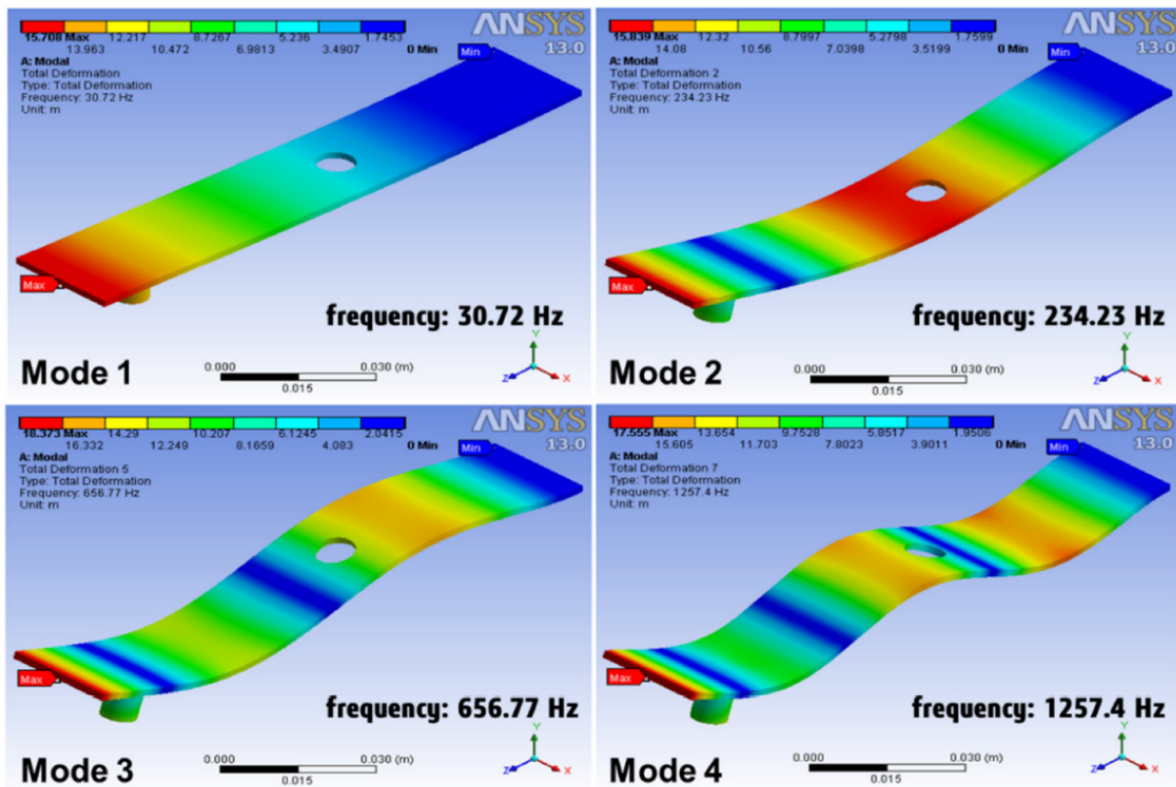 ANSYS
13.0
15.708 Max 12.217 8.7267 5.236 1.7453
13.963 10.472 6.9813 3.4907 0 Min
Min
A: Modal
Total Deformation
Type: Total Deformation
Frequency: 30.72 Hz
Unit: m
Max
frequency: 30.72 Hz
Mode 1
0.000 0.030 (m)
0.015
Y
Z X
ANSYS
13.0
15.839 Max 12.32 8.7997 5.2798 1.7599
14.08 10.56 7.0398 3.5199 0 Min
Min
A: Modal
Total Deformation 2
Type: Total Deformation
Frequency: 234.23 Hz
Unit: m
Max
frequency: 234.23 Hz
Mode 2
0.000 0.030 (m)
0.015
Y
Z X
ANSYS
13.0
18.373 Max 14.29 10.207 6.1245 2.0415
16.332 12.249 8.1659 4.083 0 Min
Min
A: Modal
Total Deformation 5
Type: Total Deformation
Frequency: 656.77 Hz
Unit: m
Max
frequency: 656.77 Hz
Mode 3
0.000 0.030 (m)
0.015
Y
Z X
ANSYS
13.0
17.555 Max 13.654 9.7528 5.8517 1.9506
15.605 11.703 7.8023 3.9011 0 Min
Min
A: Modal
Total Deformation 7
Type: Total Deformation
Frequency: 1257.4 Hz
Unit: m
Max
frequency: 1257.4 Hz
Mode 4
0.000 0.030 (m)
0.015
Y
Z X